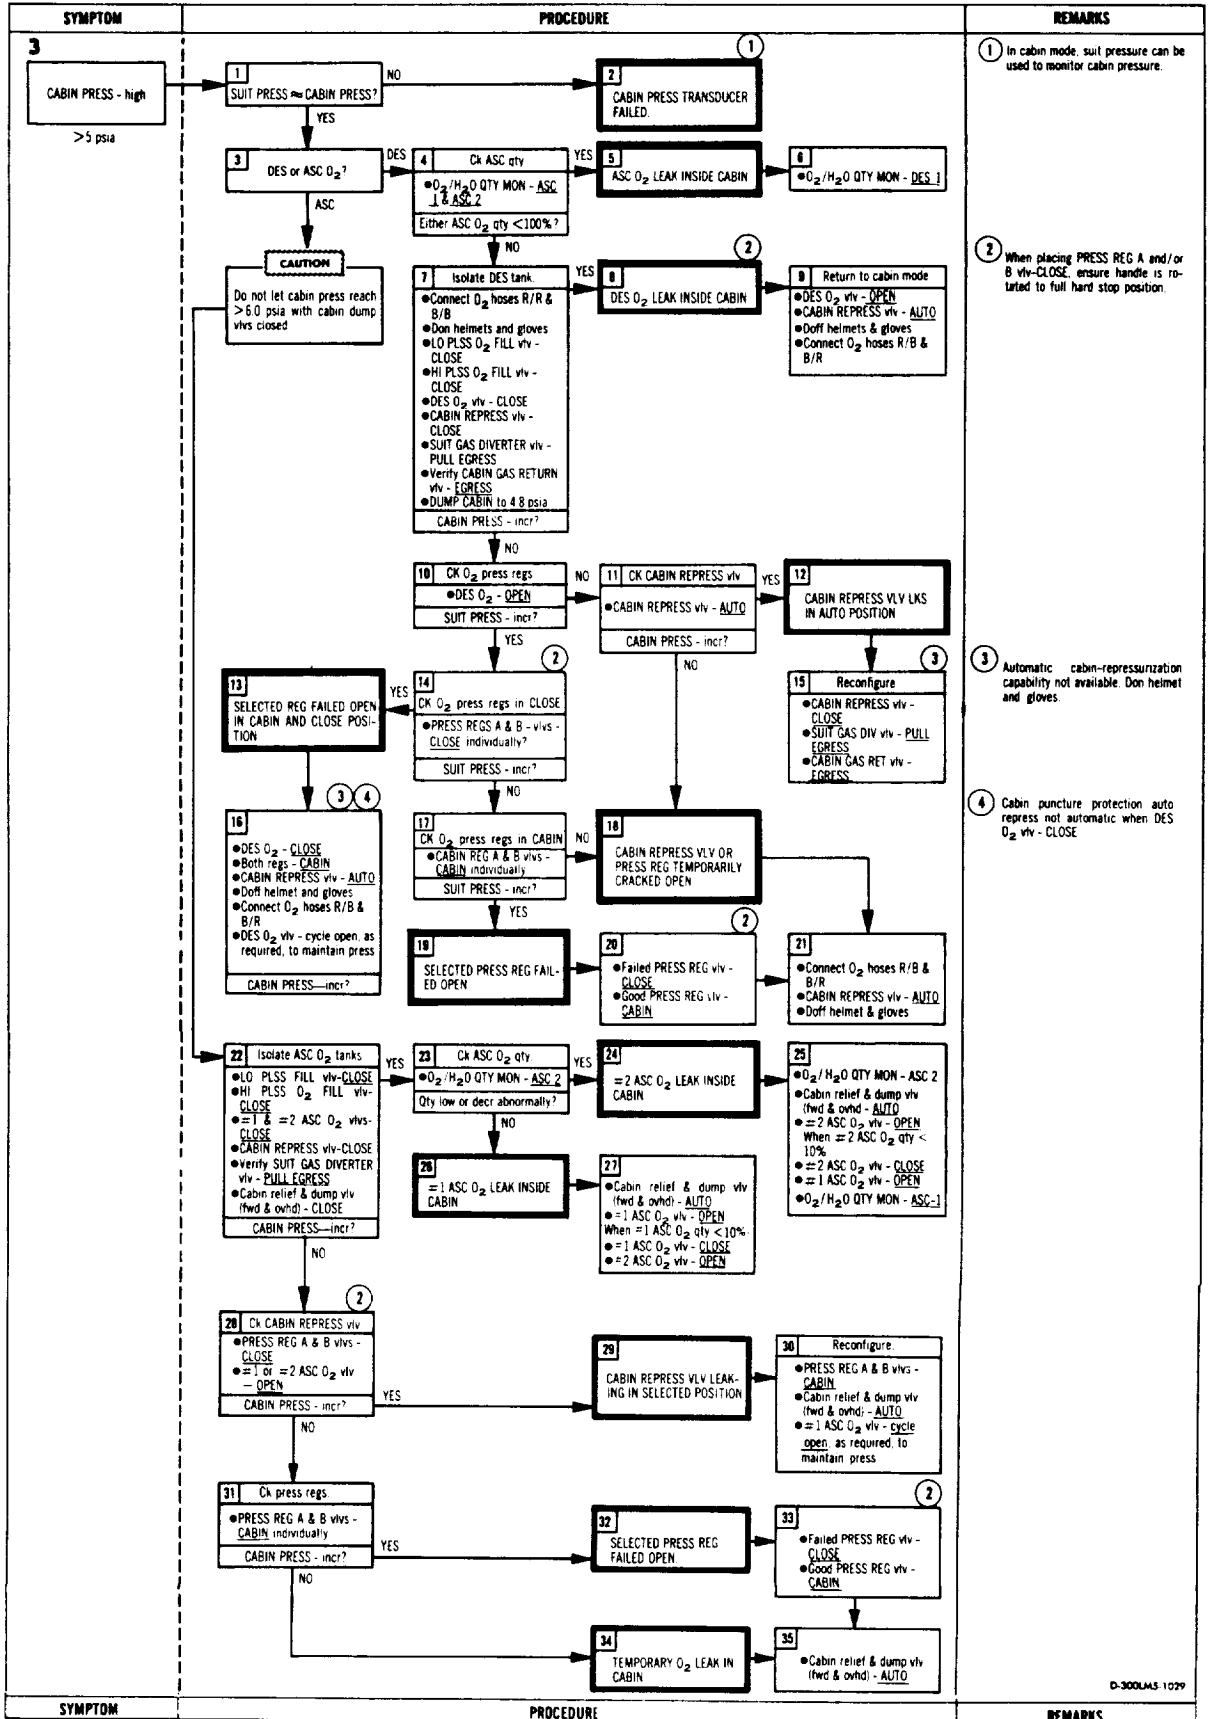 SYMPTOM
PROCEDURE
REMARKS
3
CABIN PRESS - high
>5 psia
1
SUIT PRESS ≈ CABIN PRESS?
NO
YES
1
2
CABIN PRESS TRANSDUCER
FAILED.
1
In cabin mode, suit pressure can be
used to monitor cabin pressure.
3
DES or ASC O2?
DES
ASC
4
Ck ASC qty
●O2/H2O QTY MON - ASC
1 & ASC 2
Either ASC O2 qty <100%?
YES
NO
5
ASC O2 LEAK INSIDE CABIN
6
●O2/H2O QTY MON - DES 1
CAUTION
Do not let cabin press reach
>6.0 psia with cabin dump
vlvs closed
7
Isolate DES tank.
●Connect O2 hoses R/R &
B/B
●Don helmets and gloves
●LO PLSS O2 FILL vlv -
CLOSE
●HI PLSS O2 FILL vlv -
CLOSE
●DES O2 vlv - CLOSE
●CABIN REPRESS vlv -
CLOSE
●SUIT GAS DIVERTER vlv -
PULL EGRESS
●Verify CABIN GAS RETURN
vlv - EGRESS
●DUMP CABIN to 4.8 psia
CABIN PRESS - incr?
YES
NO
2
8
DES O2 LEAK INSIDE CABIN
9
Return to cabin mode
●DES O2 vlv - OPEN
●CABIN REPRESS vlv - AUTO
●Doff helmets & gloves
●Connect O2 hoses R/B &
B/R
2
When placing PRESS REG A and/or
B vlv-CLOSE, ensure handle is ro-
tated to full hard stop position.
10
CK O2 press regs
●DES O2 - OPEN
SUIT PRESS - incr?
NO
YES
11
CK CABIN REPRESS vlv
●CABIN REPRESS vlv - AUTO
CABIN PRESS - incr?
YES
NO
12
CABIN REPRESS VLV LKS
IN AUTO POSITION
13
SELECTED REG FAILED OPEN
IN CABIN AND CLOSE POSI-
TION
YES
2
14
CK O2 press regs in CLOSE
●PRESS REGS A & B - vlvs -
CLOSE individually?
SUIT PRESS - incr?
NO
3
15
Reconfigure
●CABIN REPRESS vlv -
CLOSE
●SUIT GAS DIV vlv - PULL
EGRESS
●CABIN GAS RET vlv -
EGRESS
3
Automatic cabin-repressurization
capability not available. Don helmet
and gloves.
3
4
16
●DES O2 - CLOSE
●Both regs - CABIN
●CABIN REPRESS vlv - AUTO
●Doff helmet and gloves
●Connect O2 hoses R/B &
B/R
●DES O2 vlv - cycle open, as
required, to maintain press
CABIN PRESS—incr?
17
CK O2 press regs in CABIN
●CABIN REG A & B vlvs -
CABIN individually
SUIT PRESS - incr?
NO
YES
18
CABIN REPRESS VLV OR
PRESS REG TEMPORARILY
CRACKED OPEN
4
Cabin puncture protection auto
repress not automatic when DES
O2 vlv - CLOSE
19
SELECTED PRESS REG FAIL-
ED OPEN
2
20
●Failed PRESS REG vlv -
CLOSE
●Good PRESS REG vlv -
CABIN
21
●Connect O2 hoses R/B &
B/R
●CABIN REPRESS vlv - AUTO
●Doff helmet & gloves
22
Isolate ASC O2 tanks
●LO PLSS FILL vlv-CLOSE
●HI PLSS O2 FILL vlv-
CLOSE
●#1 & #2 ASC O2 vlvs-
CLOSE
●CABIN REPRESS vlv-CLOSE
●Verify SUIT GAS DIVERTER
vlv - PULL EGRESS
●Cabin relief & dump vlv
(fwd & ovhd) - CLOSE
CABIN PRESS—incr?
YES
NO
23
Ck ASC O2 qty.
●O2/H2O QTY MON - ASC 2
Qty low or decr abnormally?
YES
NO
24
#2 ASC O2 LEAK INSIDE
CABIN
25
●O2/H2O QTY MON - ASC 2
●Cabin relief & dump vlv
(fwd & ovhd) - AUTO
●#2 ASC O2 vlv - OPEN
When #2 ASC O2 qty <
10%
●#2 ASC O2 vlv - CLOSE
●#1 ASC O2 vlv - OPEN
●O2/H2O QTY MON - ASC-1
26
#1 ASC O2 LEAK INSIDE
CABIN
27
●Cabin relief & dump vlv
(fwd & ovhd) - AUTO
●#1 ASC O2 vlv - OPEN
When #1 ASC O2 qty <10%
●#1 ASC O2 vlv - CLOSE
●#2 ASC O2 vlv - OPEN
2
28
Ck CABIN REPRESS vlv
●PRESS REG A & B vlvs -
CLOSE
●#1 or #2 ASC O2 vlv
— OPEN
CABIN PRESS - incr?
YES
NO
29
CABIN REPRESS VLV LEAK-
ING IN SELECTED POSITION
30
Reconfigure.
●PRESS REG A & B vlvs -
CABIN
●Cabin relief & dump vlv
(fwd & ovhd) - AUTO
●#1 ASC O2 vlv - cycle
open, as required, to
maintain press
31
Ck press regs.
●PRESS REG A & B vlvs -
CABIN individually
CABIN PRESS - incr?
YES
NO
32
SELECTED PRESS REG
FAILED OPEN
2
33
●Failed PRESS REG vlv -
CLOSE
●Good PRESS REG vlv -
CABIN
34
TEMPORARY O2 LEAK IN
CABIN
35
●Cabin relief & dump vlv
(fwd & ovhd) - AUTO
D-300LM5-1029
SYMPTOM
PROCEDURE
REMARKS